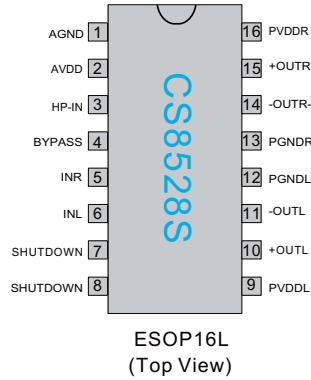 AGND 1 16 PVDDR
AVDD 2 15 +OUTR
HP-IN 3 14 -OUTR-
BYPASS 4 13 PGNDR
INR 5 12 PGNDL
INL 6 11 -OUTL
SHUTDOWN 7 10 +OUTL
SHUTDOWN 8 9 PVDDL
CS8528S
ESOP16L
(Top View)